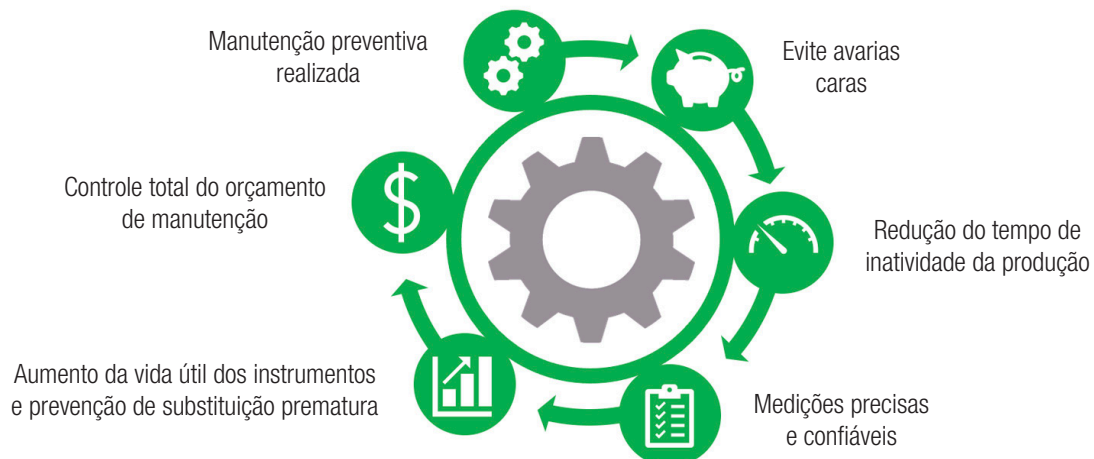 Manutenção preventiva
realizada
Evite avarias
caras
Redução do tempo de
inatividade da produção
Medições precisas
e confiáveis
Aumento da vida útil dos instrumentos
e prevenção de substituição prematura
Controle total do orçamento
de manutenção
$